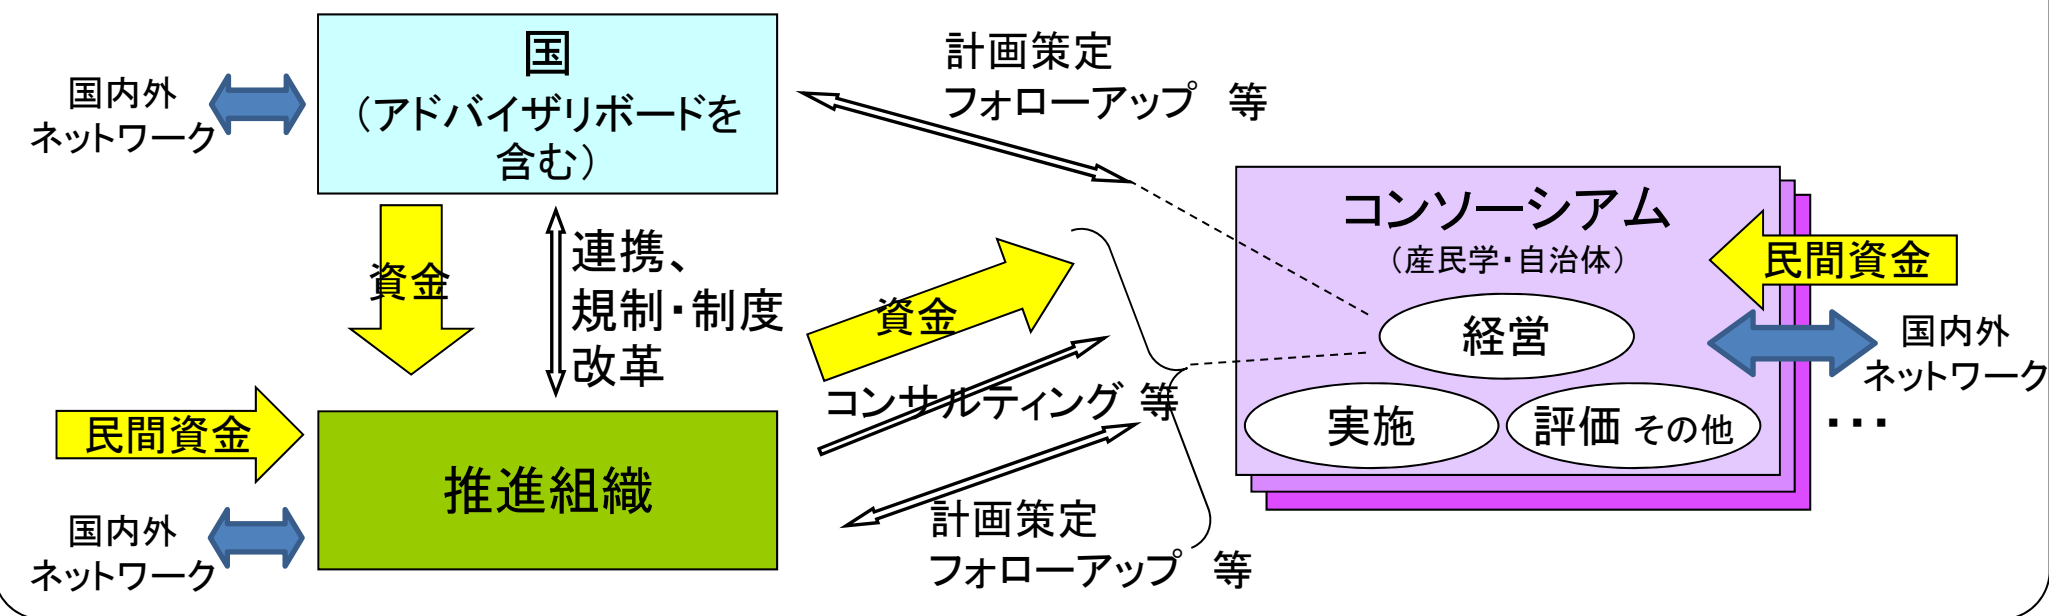 国
（アドバイザリボードを
含む）
国内外
ネットワーク
計画策定
フォローアップ　等
資金
連携、
規制・制度
改革
資金
コンサルティング 等
計画策定
フォローアップ　等
民間資金
推進組織
国内外
ネットワーク
コンソーシアム
（産民学・自治体）
民間資金
経営
実施
評価 その他
国内外
ネットワーク
・・・